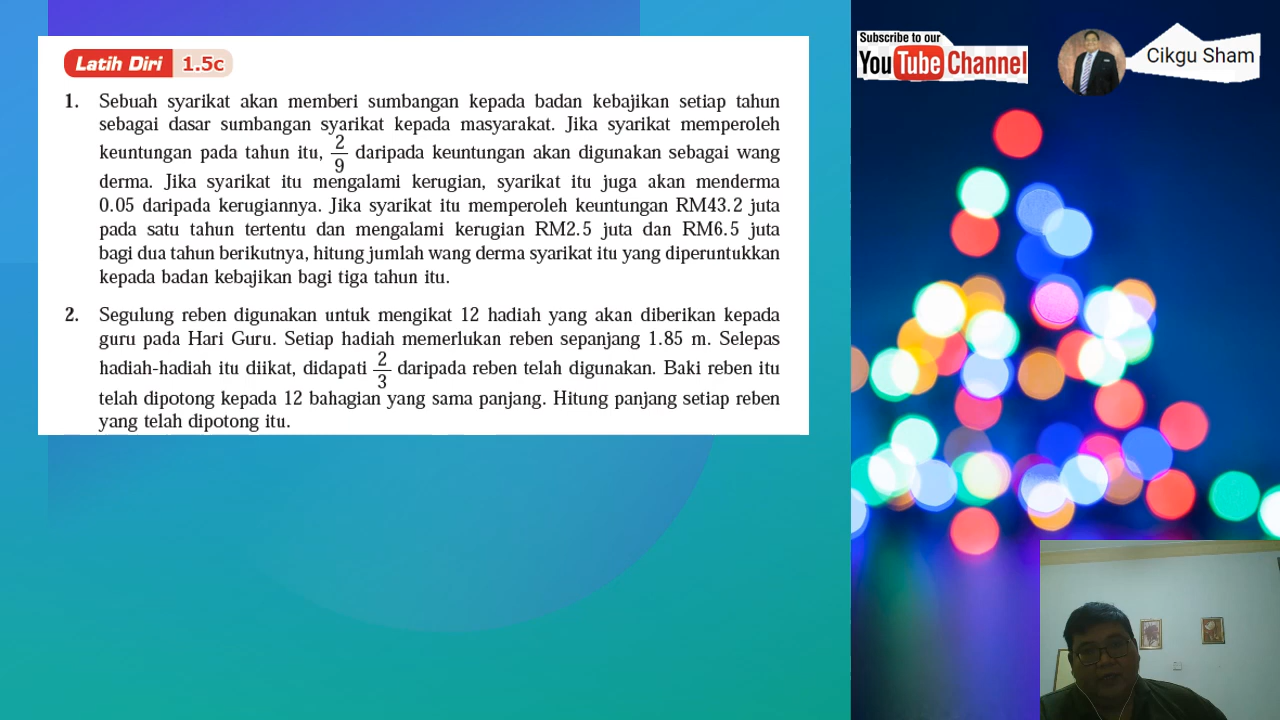 Latih Diri 1.5c
1. Sebuah syarikat akan memberi sumbangan kepada badan kebajikan setiap tahun
sebagai dasar sumbangan syarikat kepada masyarakat. Jika syarikat memperoleh
keuntungan pada tahun itu, 2/9 daripada keuntungan akan digunakan sebagai wang
derma. Jika syarikat itu mengalami kerugian, syarikat itu juga akan menderma
0.05 daripada kerugiannya. Jika syarikat itu memperoleh keuntungan RM43.2 juta
pada satu tahun tertentu dan mengalami kerugian RM2.5 juta dan RM6.5 juta
bagi dua tahun berikutnya, hitung jumlah wang derma syarikat itu yang diperuntukkan
kepada badan kebajikan bagi tiga tahun itu.
2. Segulung reben digunakan untuk mengikat 12 hadiah yang akan diberikan kepada
guru pada Hari Guru. Setiap hadiah memerlukan reben sepanjang 1.85 m. Selepas
hadiah-hadiah itu diikat, didapati 2/3 daripada reben telah digunakan. Baki reben itu
telah dipotong kepada 12 bahagian yang sama panjang. Hitung panjang setiap reben
yang telah dipotong itu.
Subscribe to our
YouTube Channel
Cikgu Sham